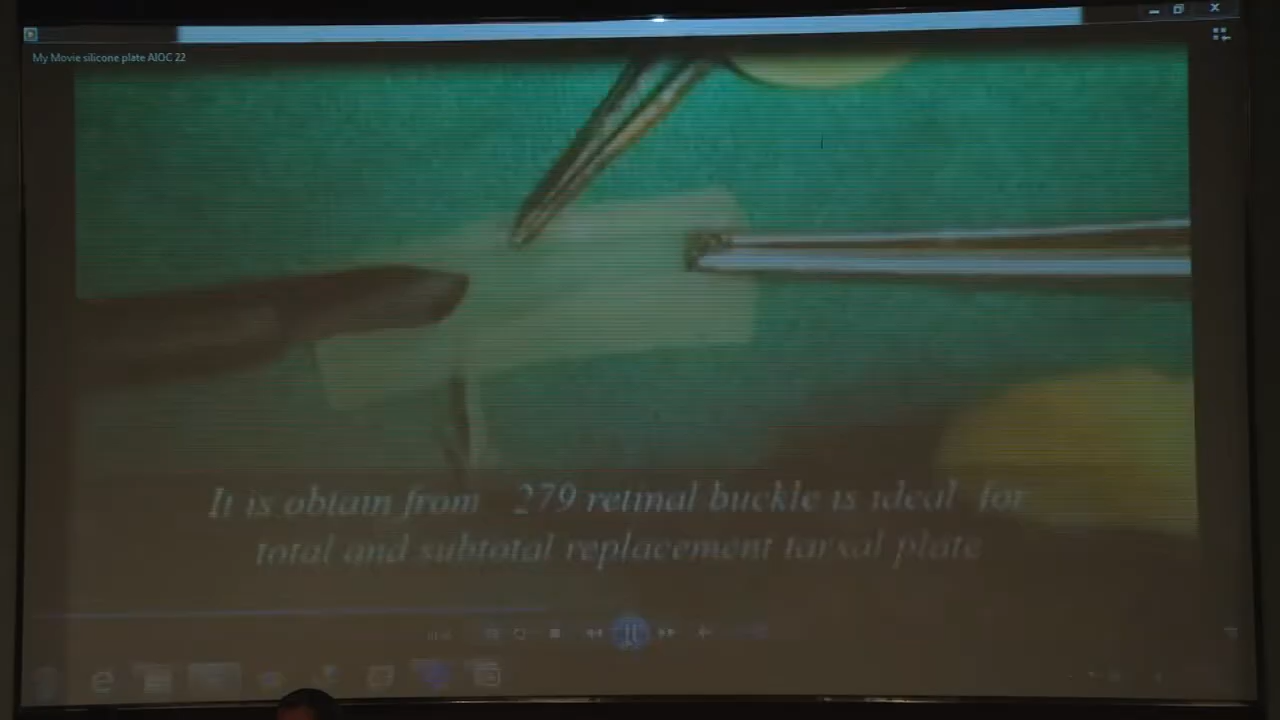 My Movie silicone plate AIOC 22
It is obtain from 279 retinal buckle is ideal for
total and subtotal replacement tarsal plate